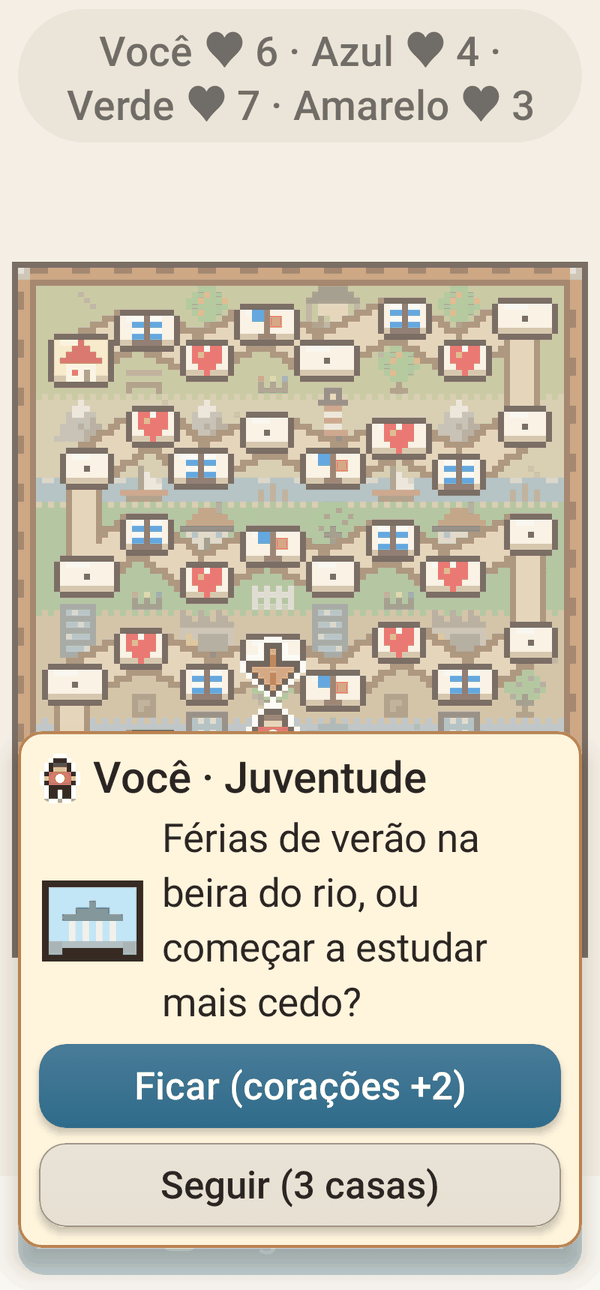 Você ♥ 6 · Azul ♥ 4 ·
Verde ♥ 7 · Amarelo ♥ 3
Você · Juventude
Férias de verão na
beira do rio, ou
começar a estudar
mais cedo?
Ficar (corações +2)
Seguir (3 casas)